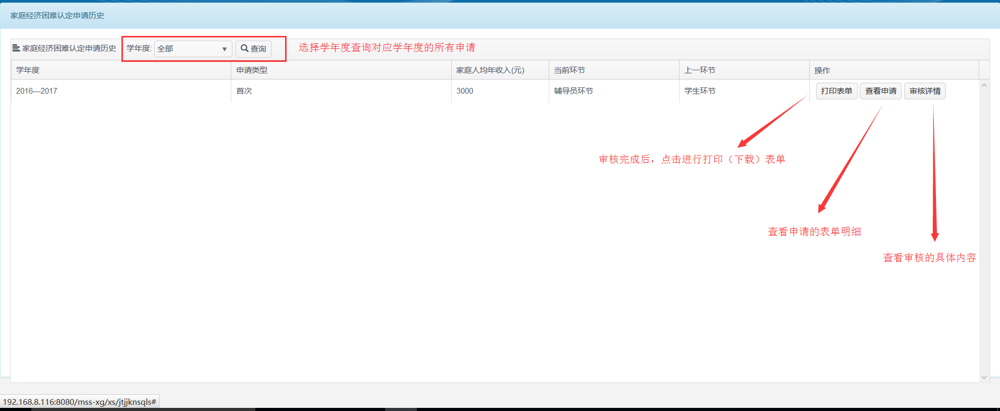 家庭经济困难认定申请历史
家庭经济困难认定申请历史 学年度: 全部 查询 选择学年度查询对应学年度的所有申请
学年度 申请类型 家庭人均年收入(元) 当前环节 上一环节 操作
2016—2017 首次 3000 辅导员环节 学生环节 打印表单 查看申请 审核详情
审核完成后，点击进行打印（下载）表单
查看申请的表单明细
查看审核的具体内容
192.168.8.116:8080/mss-xg/xs/jtjjknsqls#